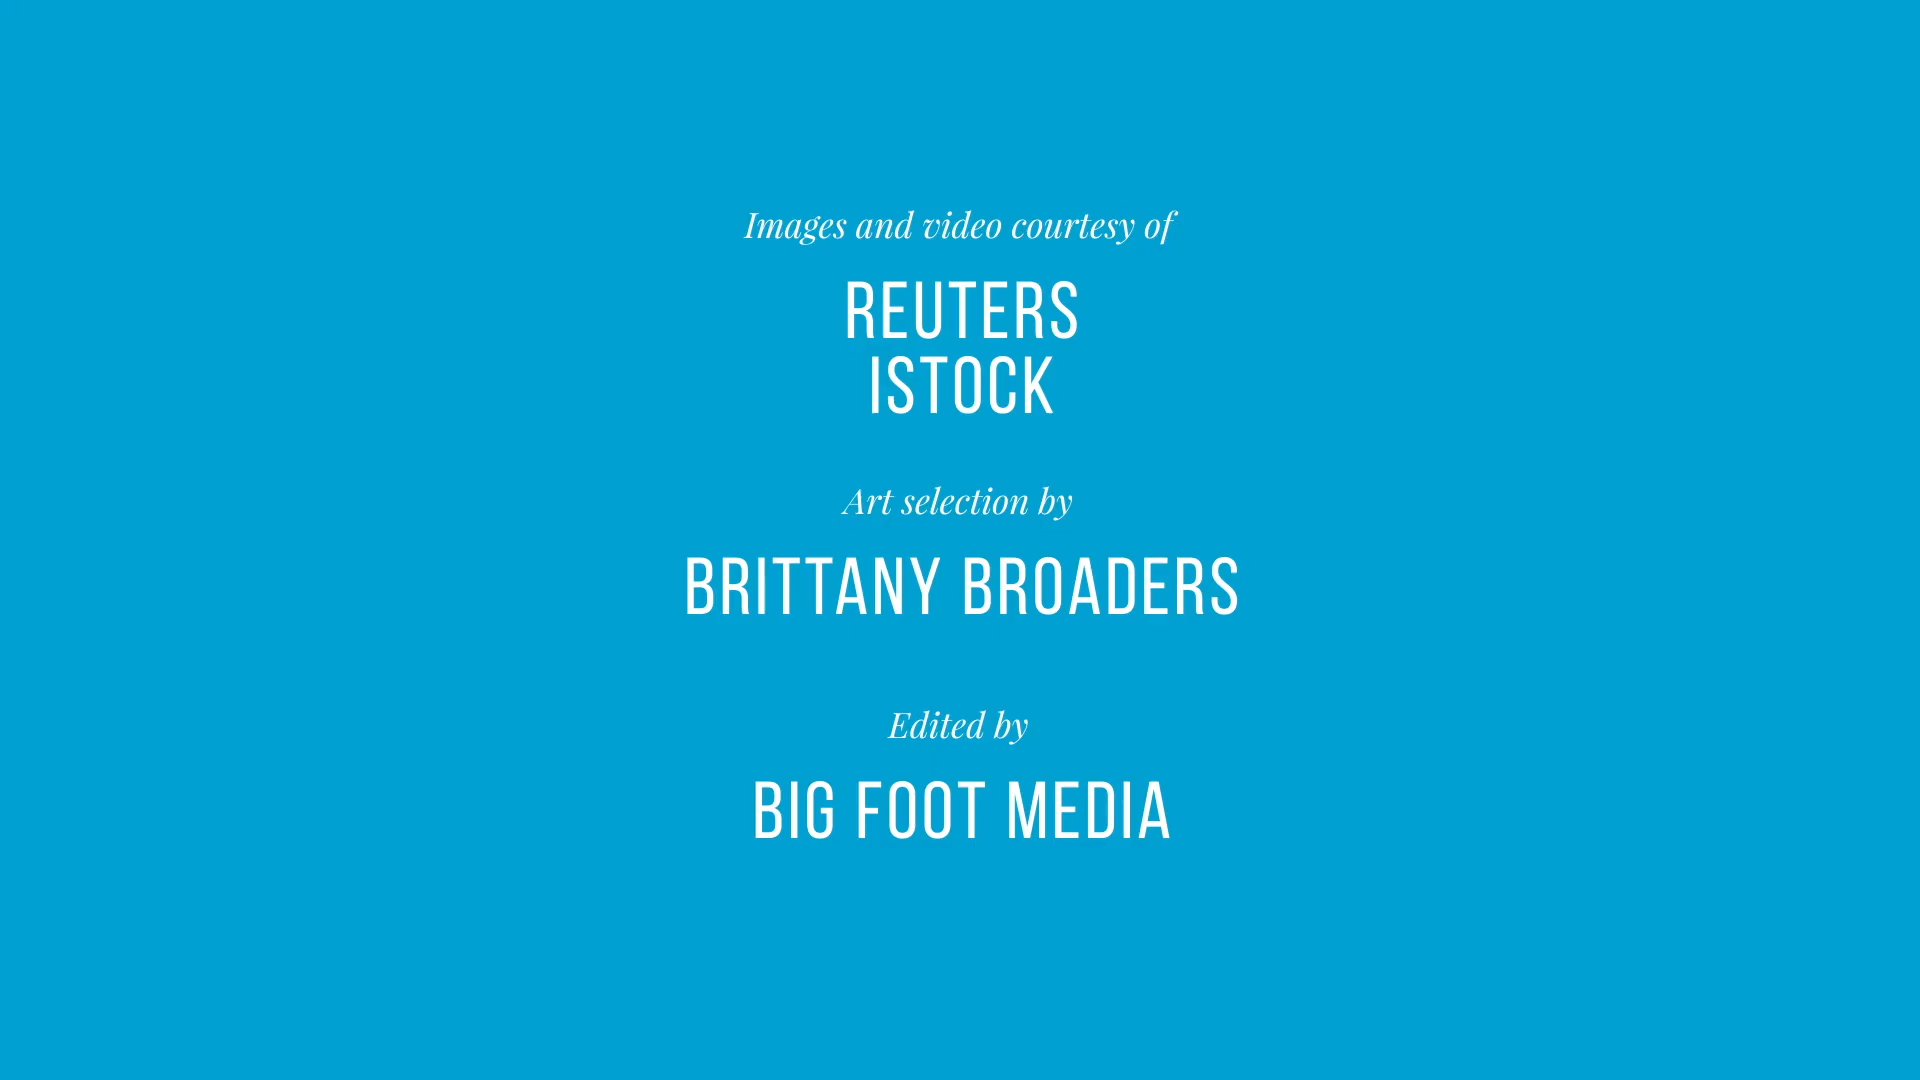 Images and video courtesy of
REUTERS
ISTOCK
Art selection by
BRITTANY BROADERS
Edited by
BIG FOOT MEDIA